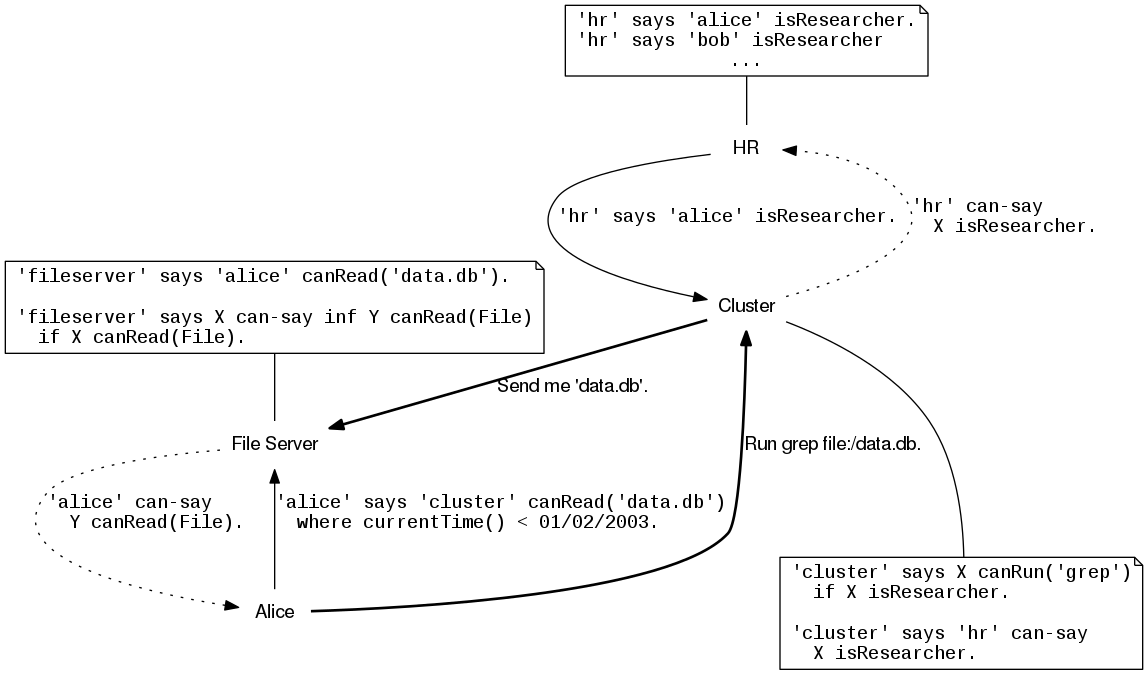 'hr' says 'alice' isResearcher.
'hr' says 'bob' isResearcher
...
HR
'hr' says 'alice' isResearcher.
'hr' can-say
X isResearcher.
'fileserver' says 'alice' canRead('data.db').
'fileserver' says X can-say inf Y canRead(File)
if X canRead(File).
Cluster
Send me 'data.db'.
File Server
Run grep file:/data.db.
'alice' can-say
Y canRead(File).
'alice' says 'cluster' canRead('data.db')
where currentTime() < 01/02/2003.
Alice
'cluster' says X canRun('grep')
if X isResearcher.
'cluster' says 'hr' can-say
X isResearcher.